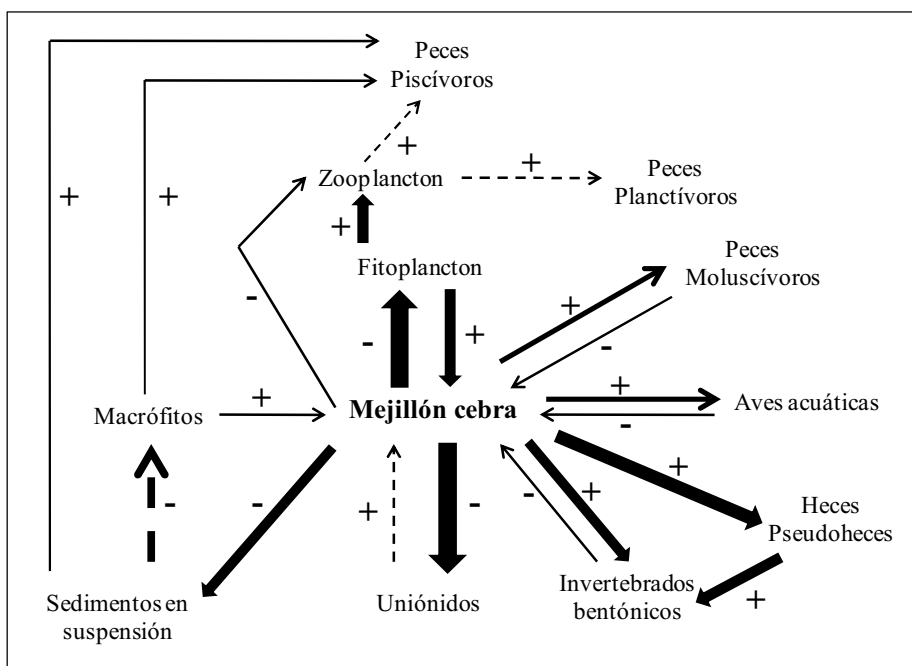 Peces
Piscívoros
+
+
+
Zooplancton
+
Peces
Planctívoros
+
Fitoplancton
Peces
Moluscívoros
-
+
-
+
-
Macrófitos
+
Mejillón cebra
+
-
Aves acuáticas
-
-
+
-
-
+
+
Heces
Pseudoheces
Sedimentos en
suspensión
Uniónidos
Invertebrados
bentónicos
+